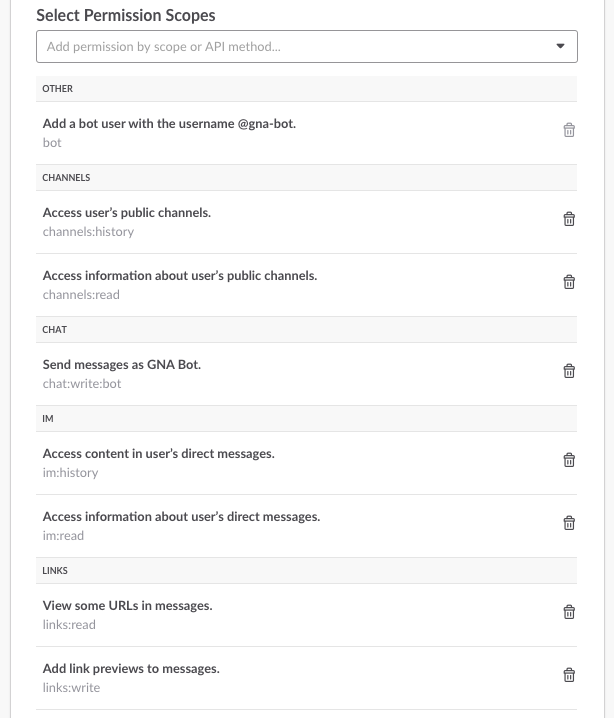 Select Permission Scopes
Add permission by scope or API method...
OTHER
Add a bot user with the username @gna-bot.
bot
CHANNELS
Access user’s public channels.
channels:history
Access information about user’s public channels.
channels:read
CHAT
Send messages as GNA Bot.
chat:write:bot
IM
Access content in user’s direct messages.
im:history
Access information about user’s direct messages.
im:read
LINKS
View some URLs in messages.
links:read
Add link previews to messages.
links:write